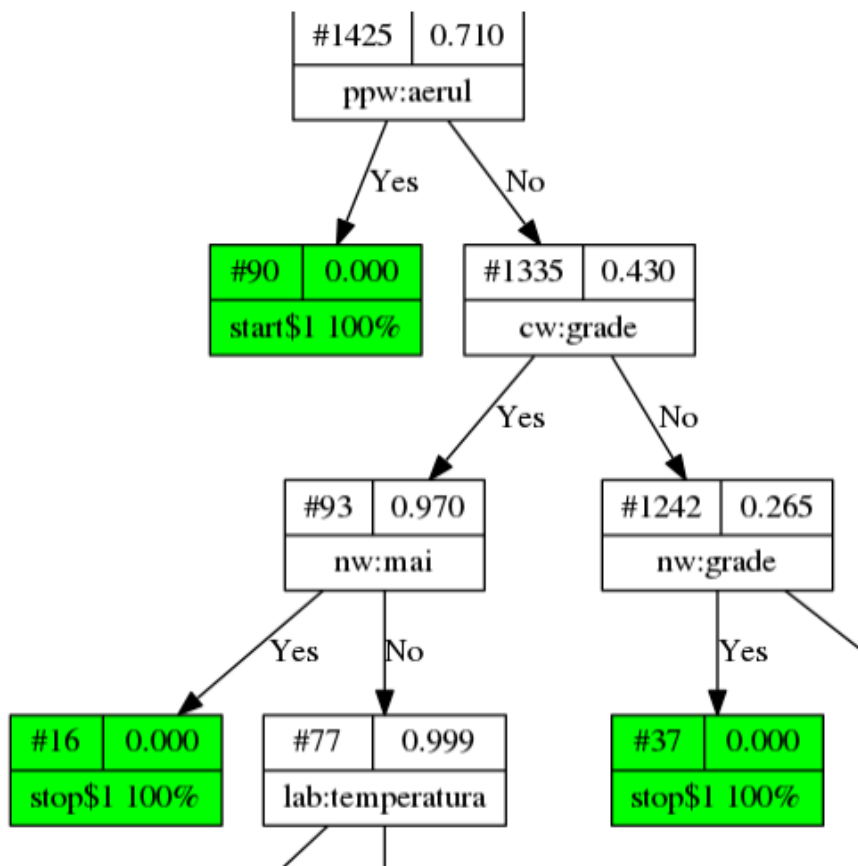 #1425 0.710
ppw:aerul
Yes No
#90 0.000 #1335 0.430
start$1 100% cw:grade
Yes No
#93 0.970 #1242 0.265
nw:mai nw:grade
Yes No Yes
#16 0.000 #77 0.999 #37 0.000
stop$1 100% lab:temperatura stop$1 100%